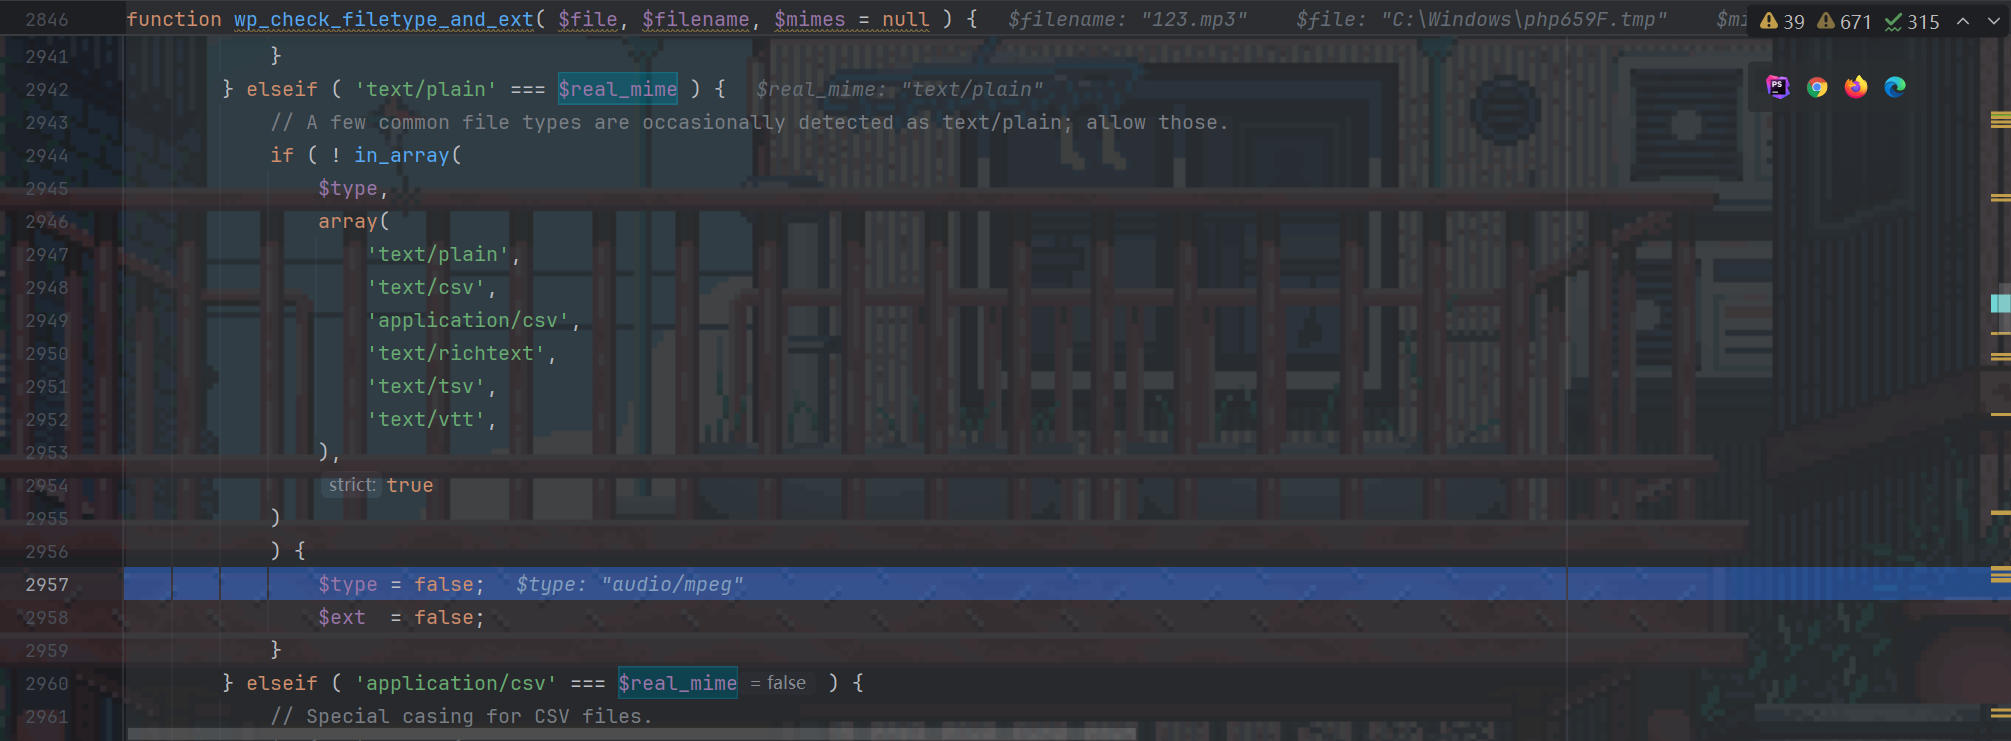 2846 function wp_check_filetype_and_ext( $file, $filename, $mimes = null ) { $filename: "123.mp3" $file: "C:\Windows\php659F.tmp" $mi 39 671 315
2941 }
2942 } elseif ( 'text/plain' === $real_mime ) { $real_mime: "text/plain"
2943 // A few common file types are occasionally detected as text/plain; allow those.
2944 if ( ! in_array(
2945 $type,
2946 array(
2947 'text/plain',
2948 'text/csv',
2949 'application/csv',
2950 'text/richtext',
2951 'text/tsv',
2952 'text/vtt',
2953 ),
2954 strict: true
2955 )
2956 ) {
2957 $type = false; $type: "audio/mpeg"
2958 $ext = false;
2959 }
2960 } elseif ( 'application/csv' === $real_mime = false ) {
2961 // Special casing for CSV files.